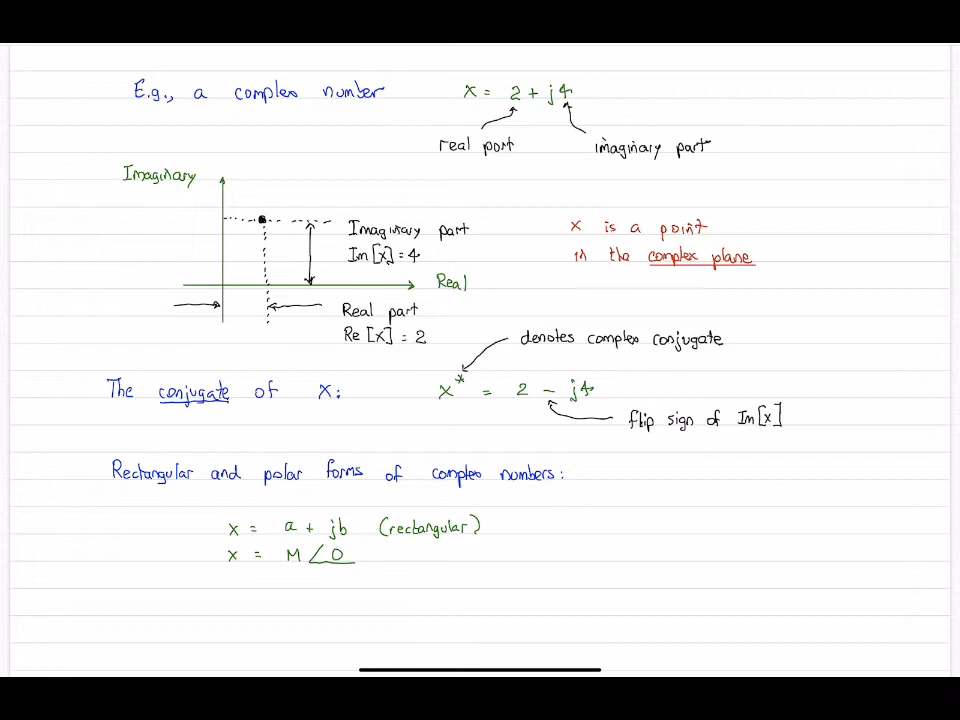 E.g., a complex number x = 2 + j4
real part imaginary part
Imaginary
Imaginary part
Im[x] = 4
x is a point
in the complex plane
Real
Real part
Re[x] = 2
denotes complex conjugate
The conjugate of x: x* = 2 - j4
flip sign of Im[x]
Rectangular and polar forms of complex numbers:
x = a + jb (rectangular)
x = M∠0